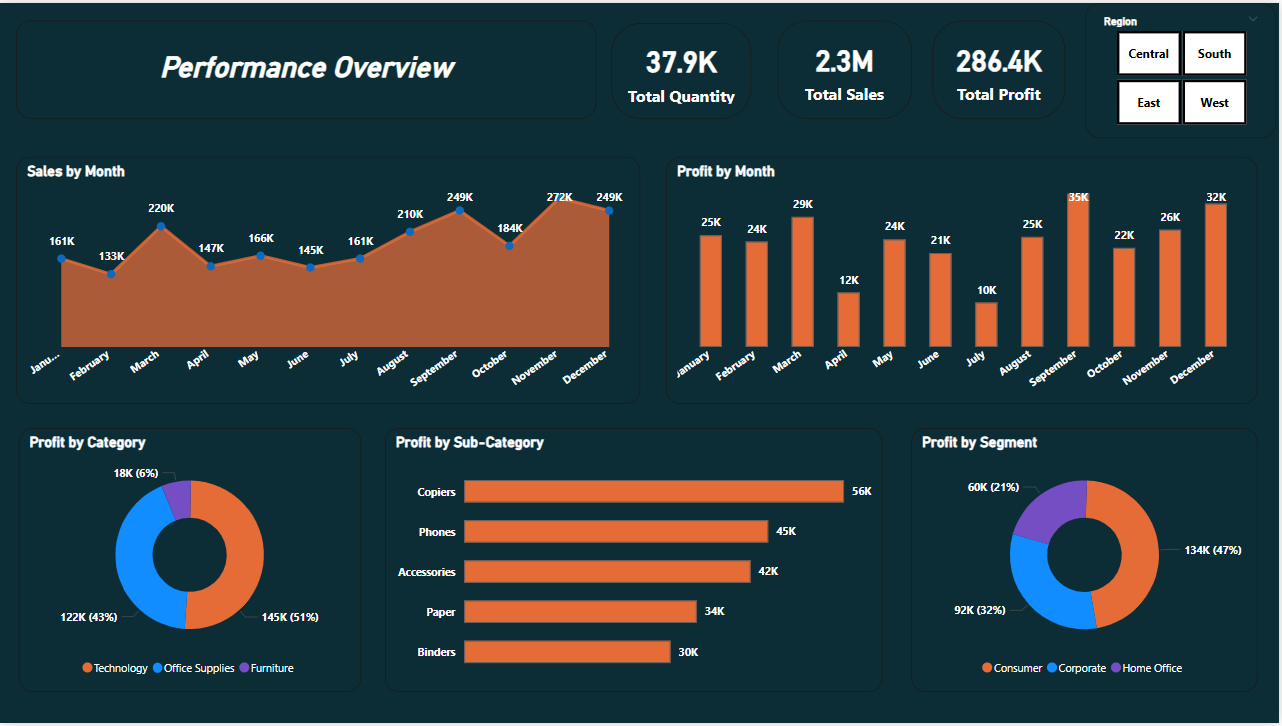 Performance Overview
37.9K
Total Quantity
2.3M
Total Sales
286.4K
Total Profit
Region
Central
South
East
West
Sales by Month
161K
133K
220K
147K
166K
145K
161K
210K
249K
184K
272K
249K
Janu...
February
March
April
May
June
July
August
September
October
November
December
Profit by Month
25K
24K
29K
12K
24K
21K
10K
25K
35K
22K
26K
32K
January
February
March
April
May
June
July
August
September
October
November
December
Profit by Category
18K (6%)
122K (43%)
145K (51%)
Technology Office Supplies Furniture
Profit by Sub-Category
Copiers 56K
Phones 45K
Accessories 42K
Paper 34K
Binders 30K
Profit by Segment
60K (21%)
134K (47%)
92K (32%)
Consumer Corporate Home Office